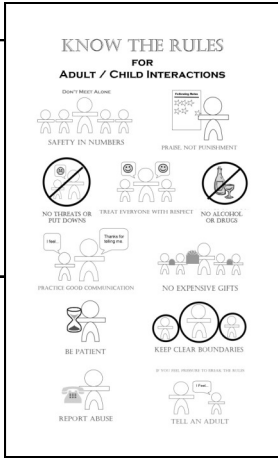 KNOW THE RULES
FOR
ADULT / CHILD INTERACTIONS
DON'T MEET ALONE
SAFETY IN NUMBERS
Following Rules
PRAISE, NOT PUNISHMENT
NO THREATS OR
PUT DOWNS
TREAT EVERYONE WITH RESPECT
NO ALCOHOL
OR DRUGS
I feel..
Thanks for
telling me.
PRACTICE GOOD COMMUNICATION
NO EXPENSIVE GIFTS
BE PATIENT
KEEP CLEAR BOUNDARIES
REPORT ABUSE
IF YOU FEEL PRESSURE TO BREAK THE RULES
I Feel...
TELL AN ADULT